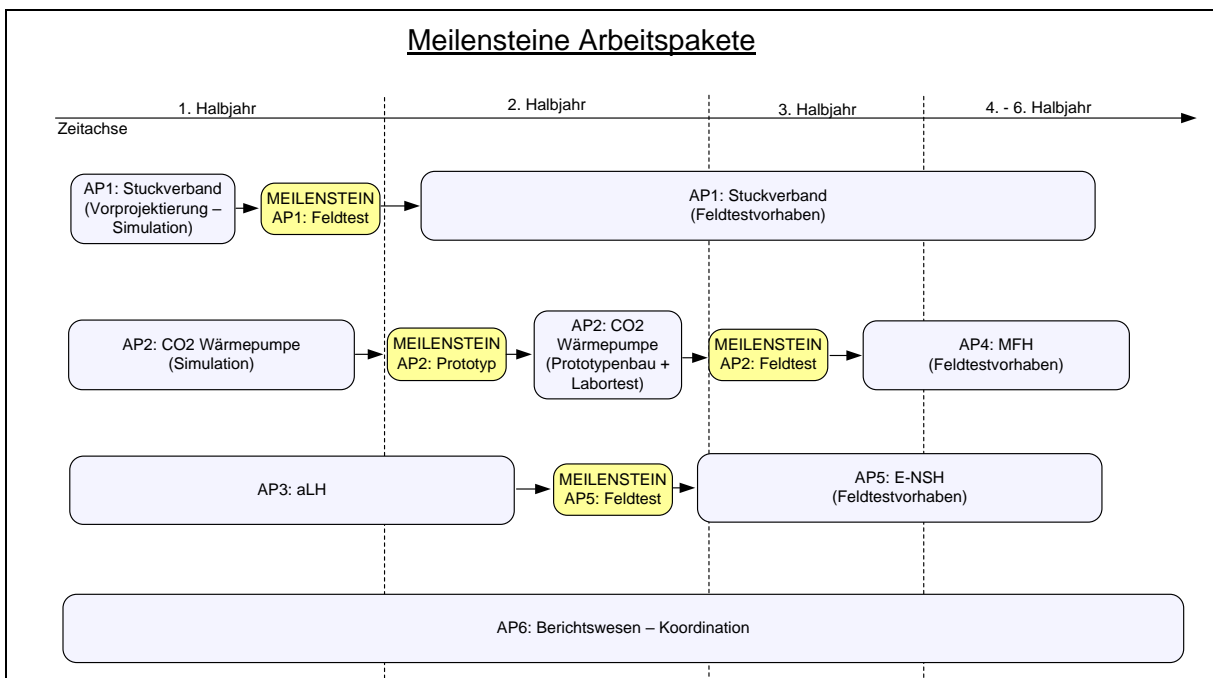 Meilensteine Arbeitspakete
1. Halbjahr
2. Halbjahr
3. Halbjahr
4. - 6. Halbjahr
Zeitachse
AP1: Stuckverband
(Vorprojektierung –
Simulation)
MEILENSTEIN
AP1: Feldtest
AP1: Stuckverband
(Feldtestvorhaben)
AP2: CO2 Wärmepumpe
(Simulation)
MEILENSTEIN
AP2: Prototyp
AP2: CO2
Wärmepumpe
(Prototypenbau +
Labortest)
MEILENSTEIN
AP2: Feldtest
AP4: MFH
(Feldtestvorhaben)
AP3: aLH
MEILENSTEIN
AP5: Feldtest
AP5: E-NSH
(Feldtestvorhaben)
AP6: Berichtswesen – Koordination